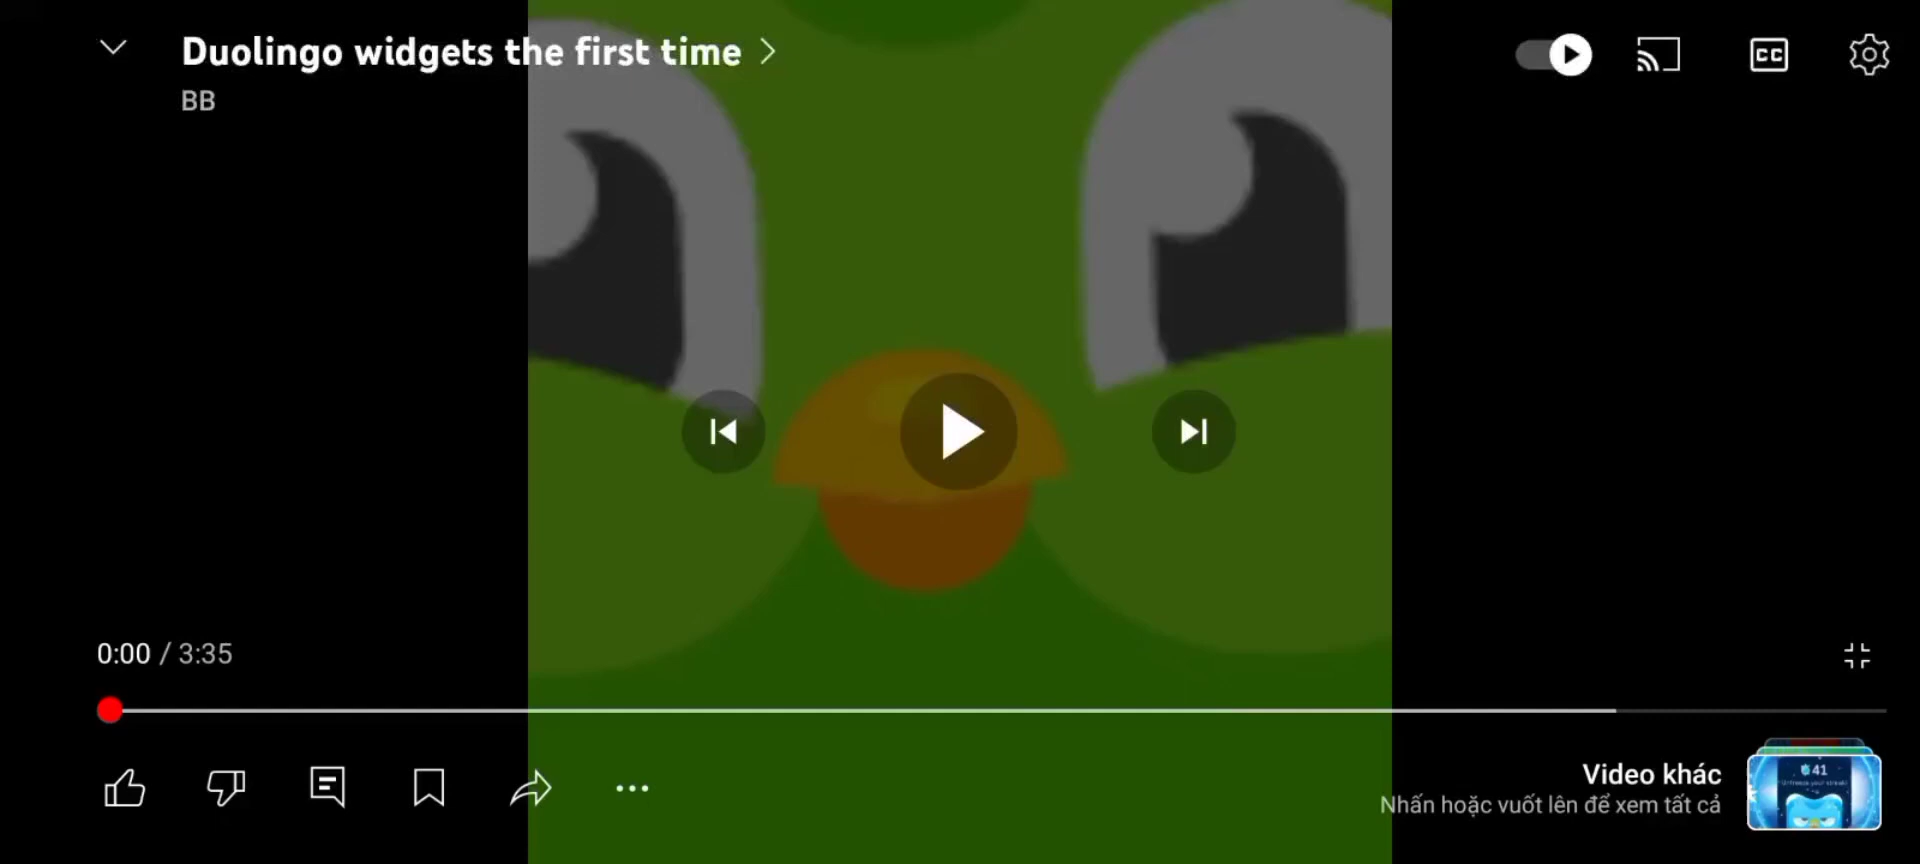 Duolingo widgets the first time
BB
CC
0:00 / 3:35
Video khác
Nhấn hoặc vuốt lên để xem tất cả
41